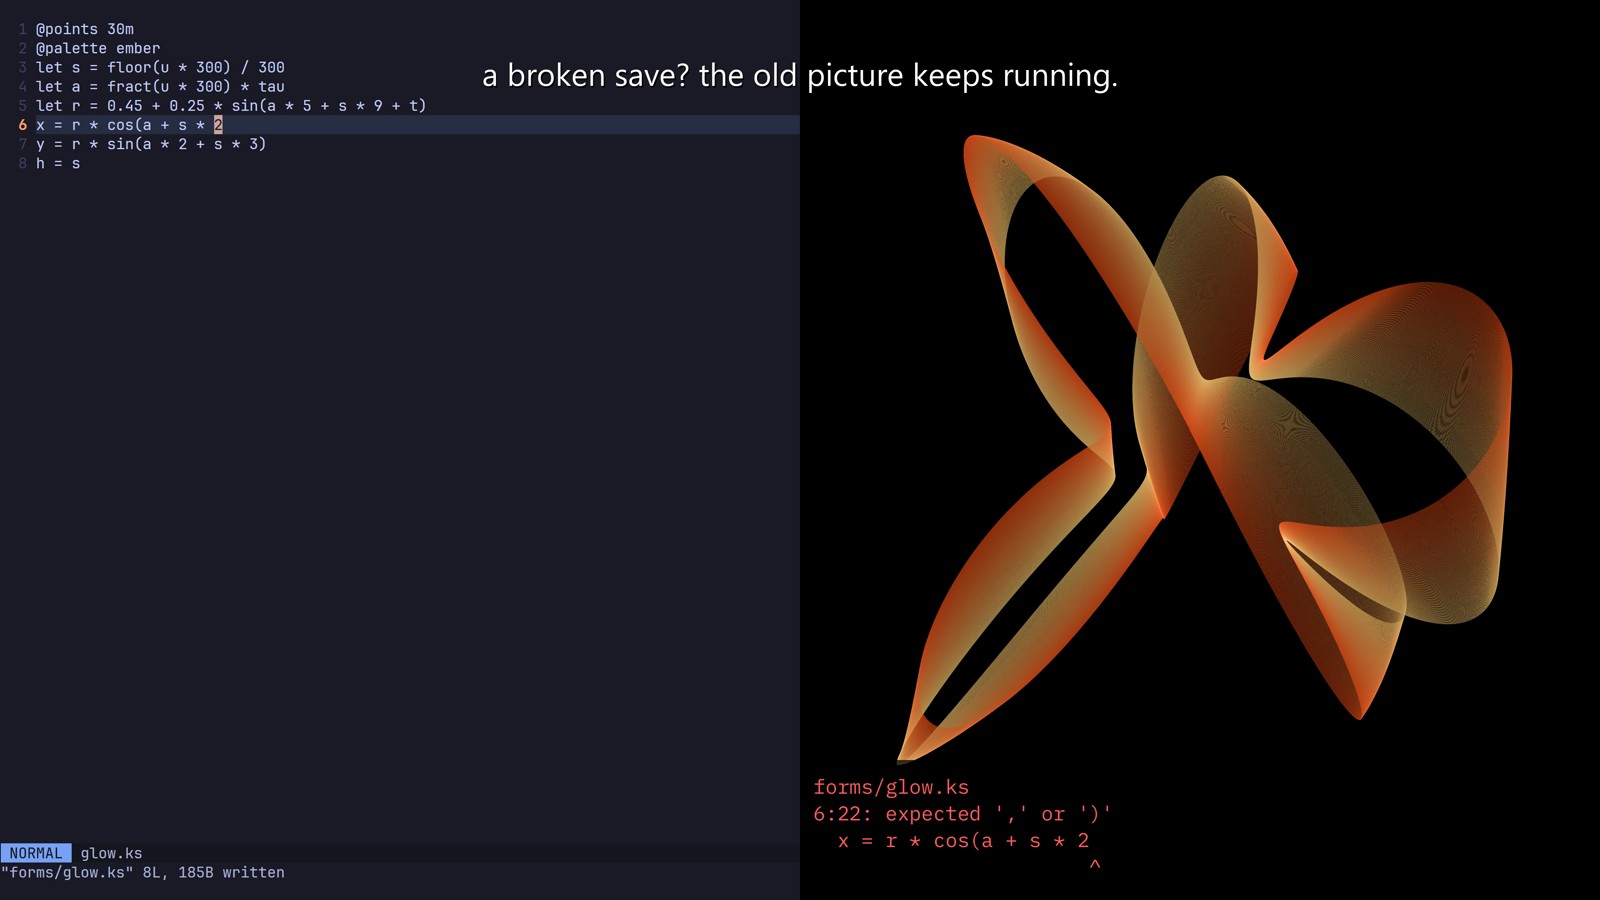 a broken save? the old picture keeps running.
1 @points 30m
2 @palette ember
3 let s = floor(u * 300) / 300
4 let a = fract(u * 300) * tau
5 let r = 0.45 + 0.25 * sin(a * 5 + s * 9 + t)
6 x = r * cos(a + s * 2
7 y = r * sin(a * 2 + s * 3)
8 h = s
NORMAL glow.ks
"forms/glow.ks" 8L, 185B written
forms/glow.ks
6:22: expected ',' or ')'
x = r * cos(a + s * 2
^